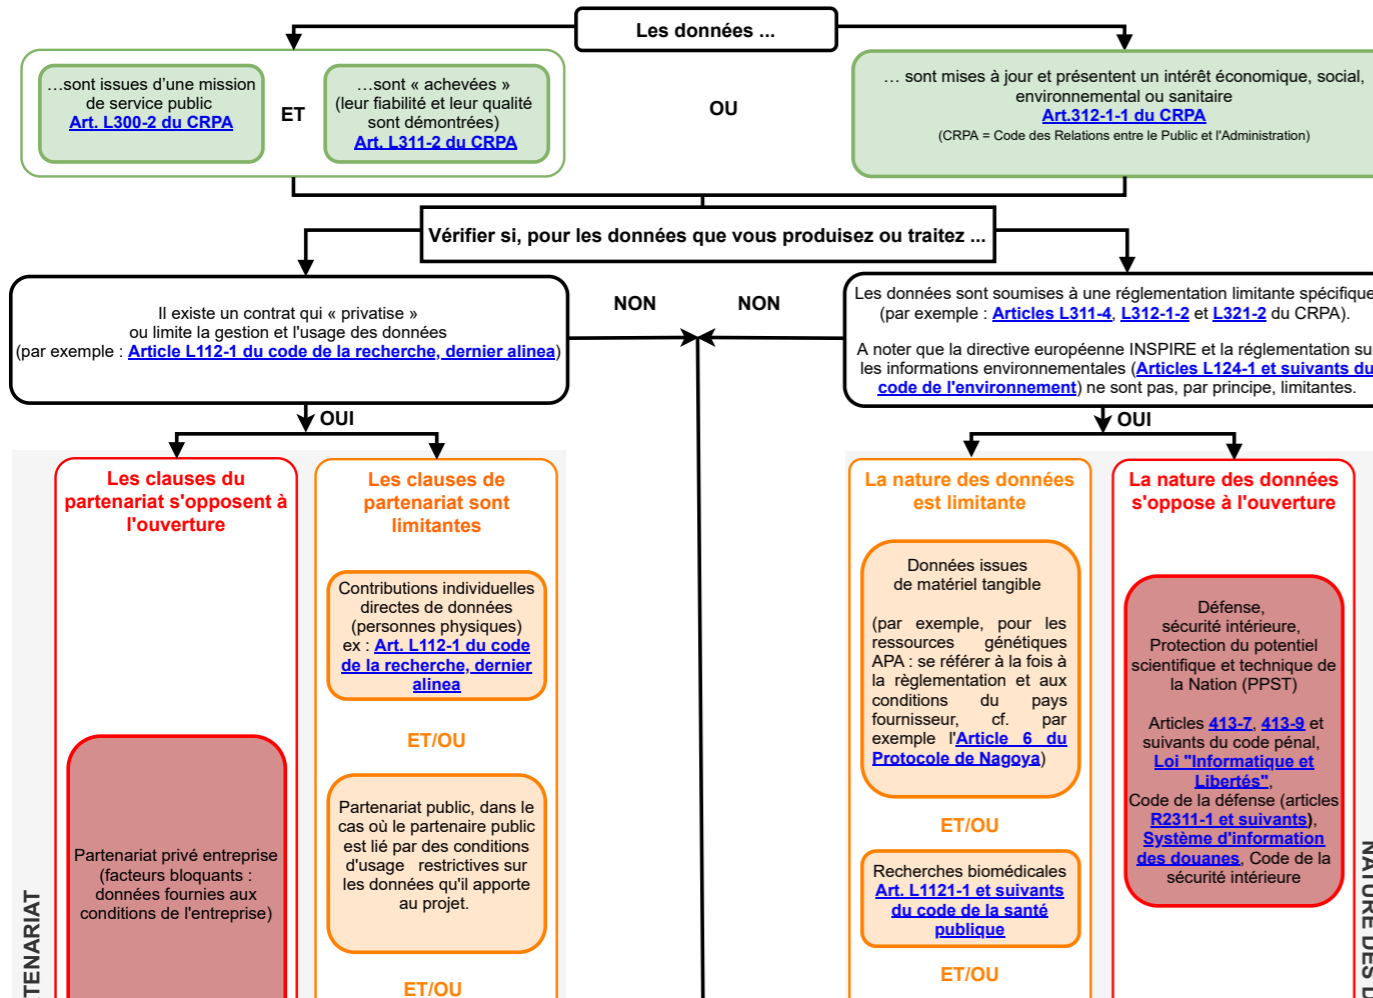 Les données ...
…sont issues d’une mission
de service public
Art. L300-2 du CRPA
ET
…sont « achevées »
(leur fiabilité et leur qualité
sont démontrées)
Art. L311-2 du CRPA
OU
… sont mises à jour et présentent un intérêt économique, social,
environnemental ou sanitaire
Art.312-1-1 du CRPA
(CRPA = Code des Relations entre le Public et l'Administration)
Vérifier si, pour les données que vous produisez ou traitez ...
Il existe un contrat qui « privatise »
ou limite la gestion et l'usage des données
(par exemple : Article L112-1 du code de la recherche, dernier alinea)
NON
NON
Les données sont soumises à une réglementation limitante spécifique
(par exemple : Articles L311-4, L312-1-2 et L321-2 du CRPA).
A noter que la directive européenne INSPIRE et la réglementation su
les informations environnementales (Articles L124-1 et suivants du
code de l'environnement) ne sont pas, par principe, limitantes.
OUI
OUI
Les clauses du
partenariat s'opposent à
l'ouverture
Partenariat privé entreprise
(facteurs bloquants :
données fournies aux
conditions de l'entreprise)
Les clauses de
partenariat sont
limitantes
Contributions individuelles
directes de données
(personnes physiques)
ex : Art. L112-1 du code
de la recherche, dernier
alinea
ET/OU
Partenariat public, dans le
cas où le partenaire public
est lié par des conditions
d'usage restrictives sur
les données qu'il apporte
au projet.
ET/OU
La nature des données
est limitante
Données issues
de matériel tangible
(par exemple, pour les
ressources génétiques
APA : se référer à la fois à
la règlementation et aux
conditions du pays
fournisseur, cf. par
exemple l'Article 6 du
Protocole de Nagoya)
ET/OU
Recherches biomédicales
Art. L1121-1 et suivants
du code de la santé
publique
ET/OU
La nature des données
s'oppose à l'ouverture
Défense,
sécurité intérieure,
Protection du potentiel
scientifique et technique de
la Nation (PPST)
Articles 413-7, 413-9 et
suivants du code pénal,
Loi "Informatique et
Libertés",
Code de la défense (articles
R2311-1 et suivants),
Système d'information
des douanes, Code de la
sécurité intérieure
TENARIAT
NATURE DES D